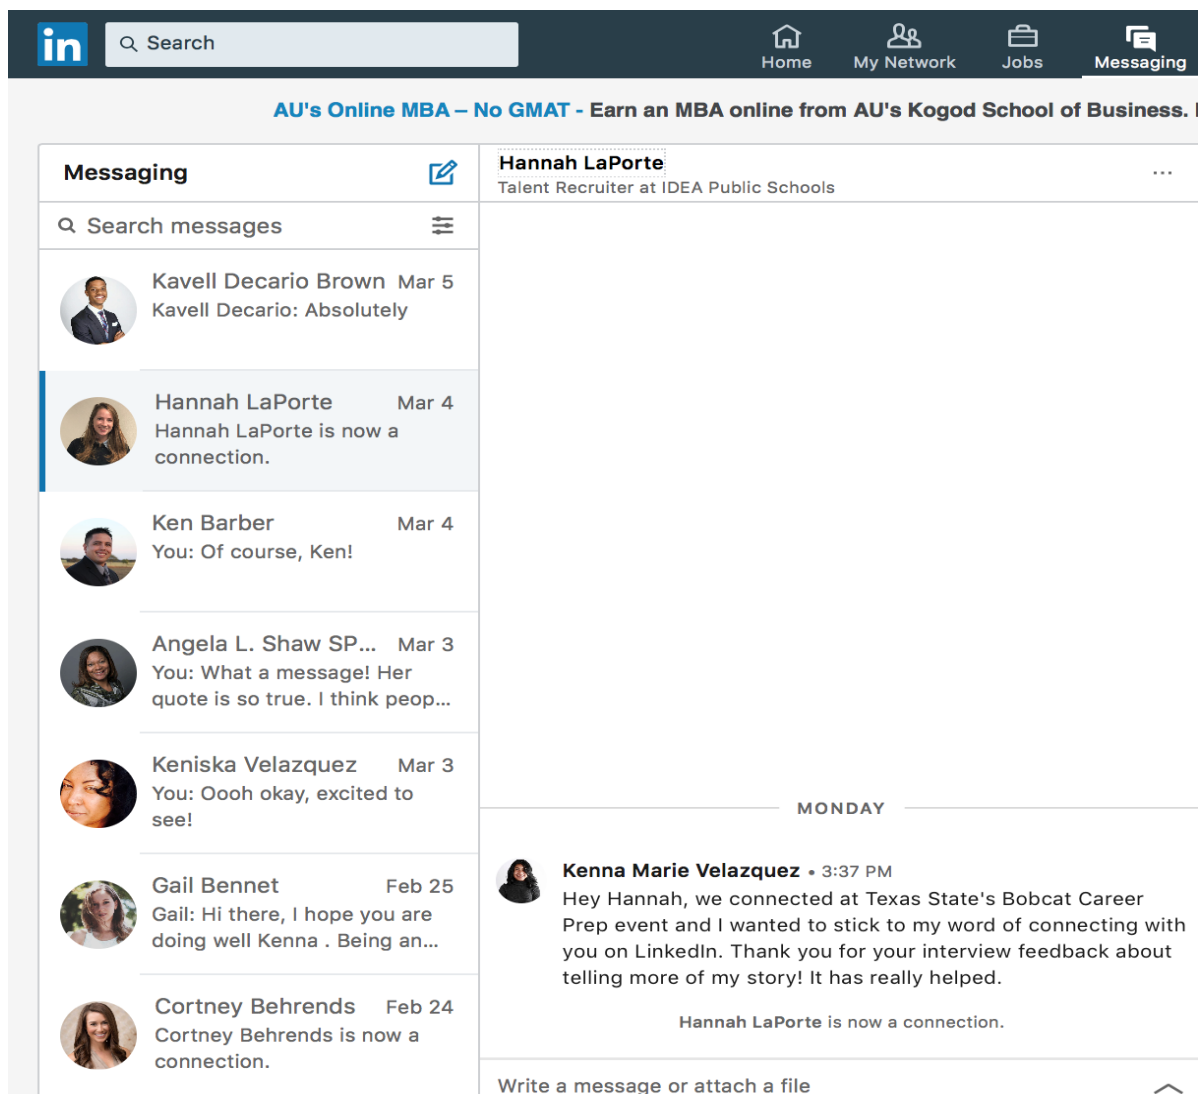 in
Search
Home
My Network
Jobs
Messaging
AU's Online MBA – No GMAT - Earn an MBA online from AU's Kogod School of Business.
Messaging
Search messages
Kavell Decario Brown Mar 5
Kavell Decario: Absolutely
Hannah LaPorte Mar 4
Hannah LaPorte is now a
connection.
Ken Barber Mar 4
You: Of course, Ken!
Angela L. Shaw SP... Mar 3
You: What a message! Her
quote is so true. I think peop...
Keniska Velazquez Mar 3
You: Oooh okay, excited to
see!
Gail Bennet Feb 25
Gail: Hi there, I hope you are
doing well Kenna . Being an...
Cortney Behrends Feb 24
Cortney Behrends is now a
connection.
Hannah LaPorte
Talent Recruiter at IDEA Public Schools
...
MONDAY
Kenna Marie Velazquez • 3:37 PM
Hey Hannah, we connected at Texas State's Bobcat Career
Prep event and I wanted to stick to my word of connecting with
you on LinkedIn. Thank you for your interview feedback about
telling more of my story! It has really helped.
Hannah LaPorte is now a connection.
Write a message or attach a file